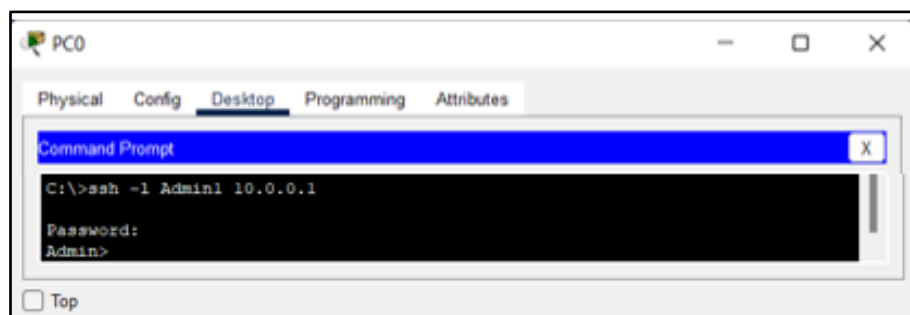 PC0
Physical Config Desktop Programming Attributes
Command Prompt X
C:\>ssh -l Admin1 10.0.0.1
Password:
Admin>
Top